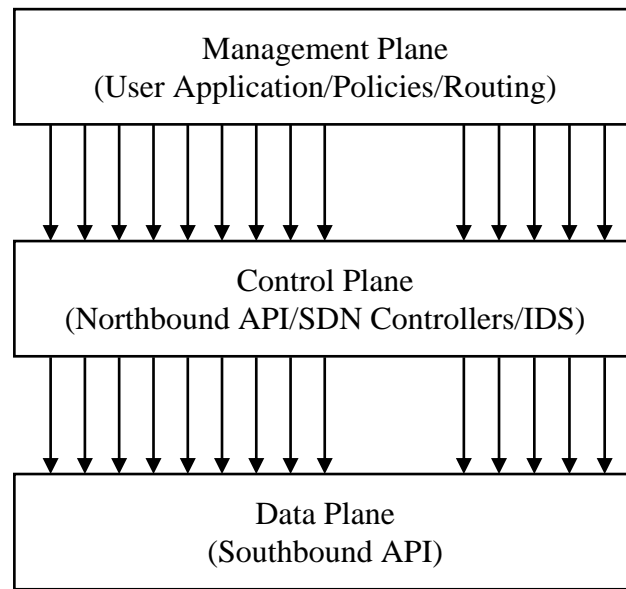 Management Plane
(User Application/Policies/Routing)
Control Plane
(Northbound API/SDN Controllers/IDS)
Data Plane
(Southbound API)